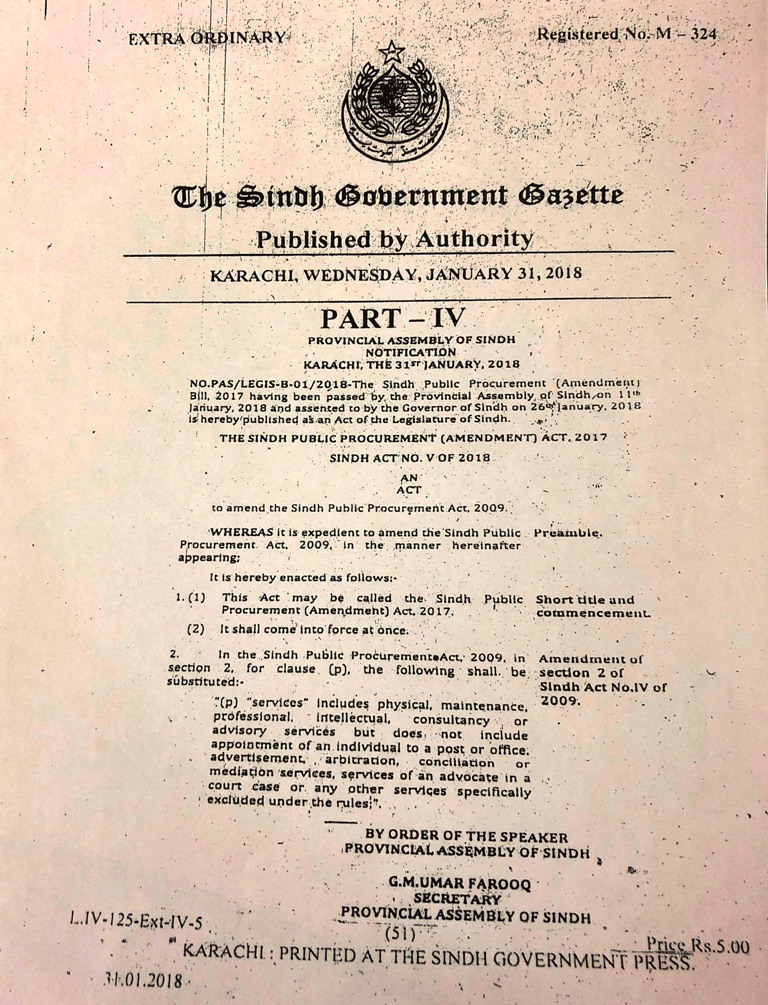 EXTRA ORDINARY
Registered No. M – 324
The Sindh Government Gazette
Published by Authority
KARACHI, WEDNESDAY, JANUARY 31, 2018
PART – IV
PROVINCIAL ASSEMBLY OF SINDH
NOTIFICATION
KARACHI, THE 31ST JANUARY, 2018
NO.PAS/LEGIS-B-01/2018-The Sindh Public Procurement (Amendment)
Bill, 2017 having been passed by the Provincial Assembly of Sindh on 11th
January, 2018 and assented to by the Governor of Sindh on 26th January, 2018
is hereby published as an Act of the Legislature of Sindh.
THE SINDH PUBLIC PROCUREMENT (AMENDMENT) ACT, 2017
SINDH ACT NO. V OF 2018
AN
ACT
to amend the Sindh Public Procurement Act, 2009.
WHEREAS it is expedient to amend the Sindh Public
Procurement Act, 2009, in the manner hereinafter
appearing;
Preamble.
It is hereby enacted as follows:-
1. (1) This Act may be called the Sindh Public
Procurement (Amendment) Act, 2017.
Short title and
commencement.
(2) It shall come into force at once.
2. In the Sindh Public Procurement Act, 2009, in
section 2, for clause (p), the following shall be
substituted:-
Amendment of
section 2 of
Sindh Act No.IV of
2009.
"(p) "services" includes physical, maintenance,
professional, intellectual, consultancy or
advisory services but does not include
appointment of an individual to a post or office,
advertisement, arbitration, conciliation or
mediation services, services of an advocate in a
court case or any other services specifically
excluded under the rules;".
BY ORDER OF THE SPEAKER
PROVINCIAL ASSEMBLY OF SINDH
G.M.UMAR FAROOQ
SECRETARY
PROVINCIAL ASSEMBLY OF SINDH
L.IV-125-Ext-IV-5
(51)
Price Rs.5.00
KARACHI : PRINTED AT THE SINDH GOVERNMENT PRESS.
31.01.2018